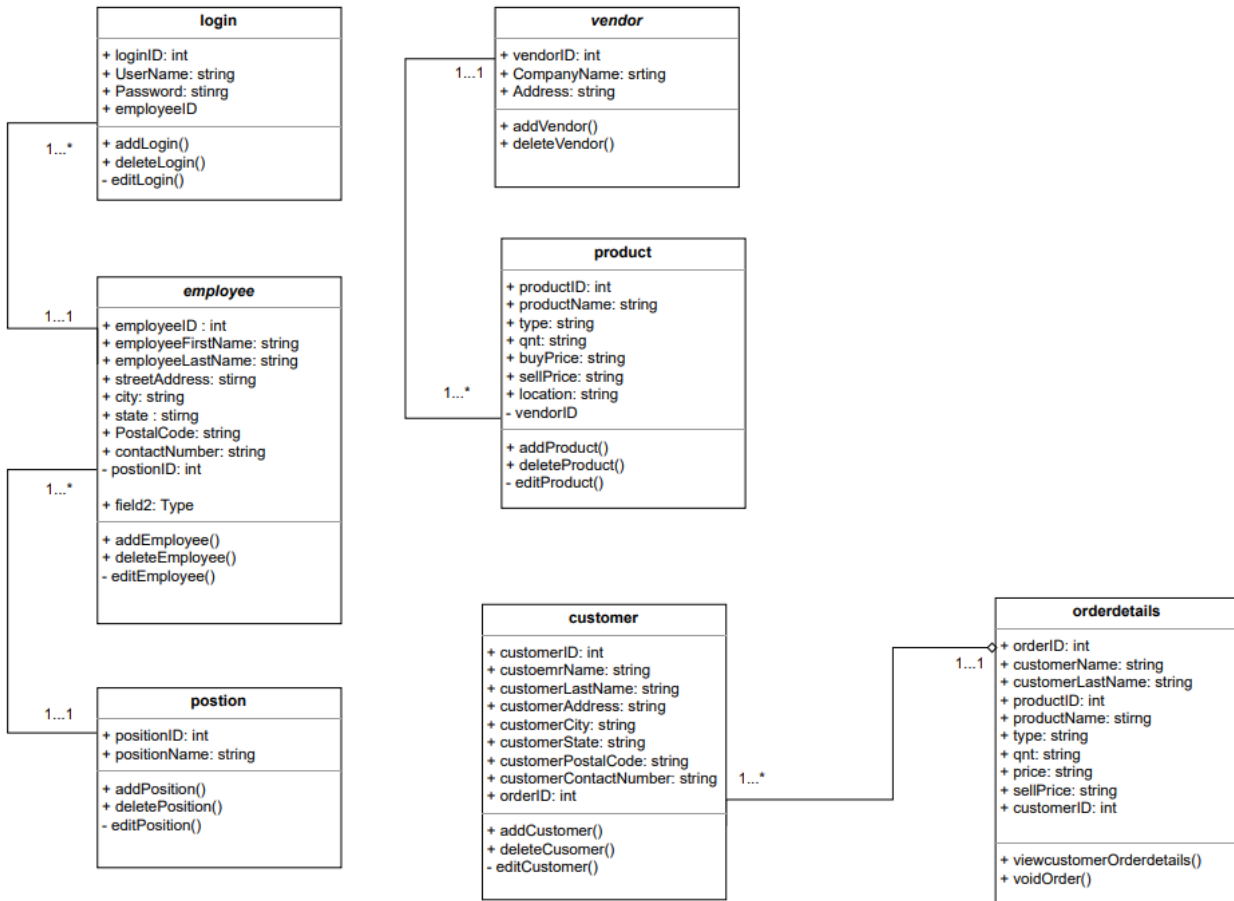 login
+ loginID: int
+ UserName: string
+ Password: stinrg
+ employeeID
+ addLogin()
+ deleteLogin()
- editLogin()
1...*
1...1
employee
+ employeeID : int
+ employeeFirstName: string
+ employeeLastName: string
+ streetAddress: stirng
+ city: string
+ state : stirng
+ PostalCode: string
+ contactNumber: string
- postionID: int
+ field2: Type
+ addEmployee()
+ deleteEmployee()
- editEmployee()
1...*
1...1
postion
+ positionID: int
+ positionName: string
+ addPosition()
+ deletePosition()
- editPosition()
vendor
+ vendorID: int
+ CompanyName: srting
+ Address: string
+ addVendor()
+ deleteVendor()
1...1
1...*
product
+ productID: int
+ productName: string
+ type: string
+ qnt: string
+ buyPrice: string
+ sellPrice: string
+ location: string
- vendorID
+ addProduct()
+ deleteProduct()
- editProduct()
customer
+ customerID: int
+ custoemrName: string
+ customerLastName: string
+ customerAddress: string
+ customerCity: string
+ customerState: string
+ customerPostalCode: string
+ customerContactNumber: string
+ orderID: int
+ addCustomer()
+ deleteCusomer()
- editCustomer()
1...*
1...1
orderdetails
+ orderID: int
+ customerName: string
+ customerLastName: string
+ productID: int
+ productName: stirng
+ type: string
+ qnt: string
+ price: string
+ sellPrice: string
+ customerID: int
+ viewcustomerOrderdetails()
+ voidOrder()